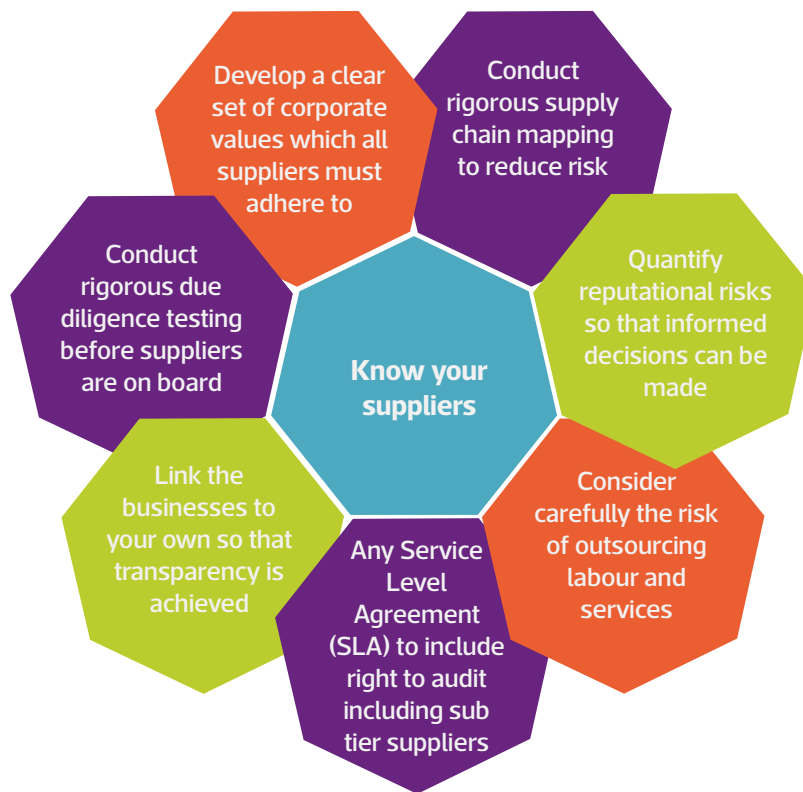 Develop a clear
set of corporate
values which all
suppliers must
adhere to
Conduct
rigorous supply
chain mapping
to reduce risk
Conduct
rigorous due
diligence testing
before suppliers
are on board
Quantify
reputational risks
so that informed
decisions can be
made
Know your
suppliers
Link the
businesses to
your own so that
transparency is
achieved
Consider
carefully the risk
of outsourcing
labour and
services
Any Service
Level
Agreement
(SLA) to include
right to audit
including sub
tier suppliers